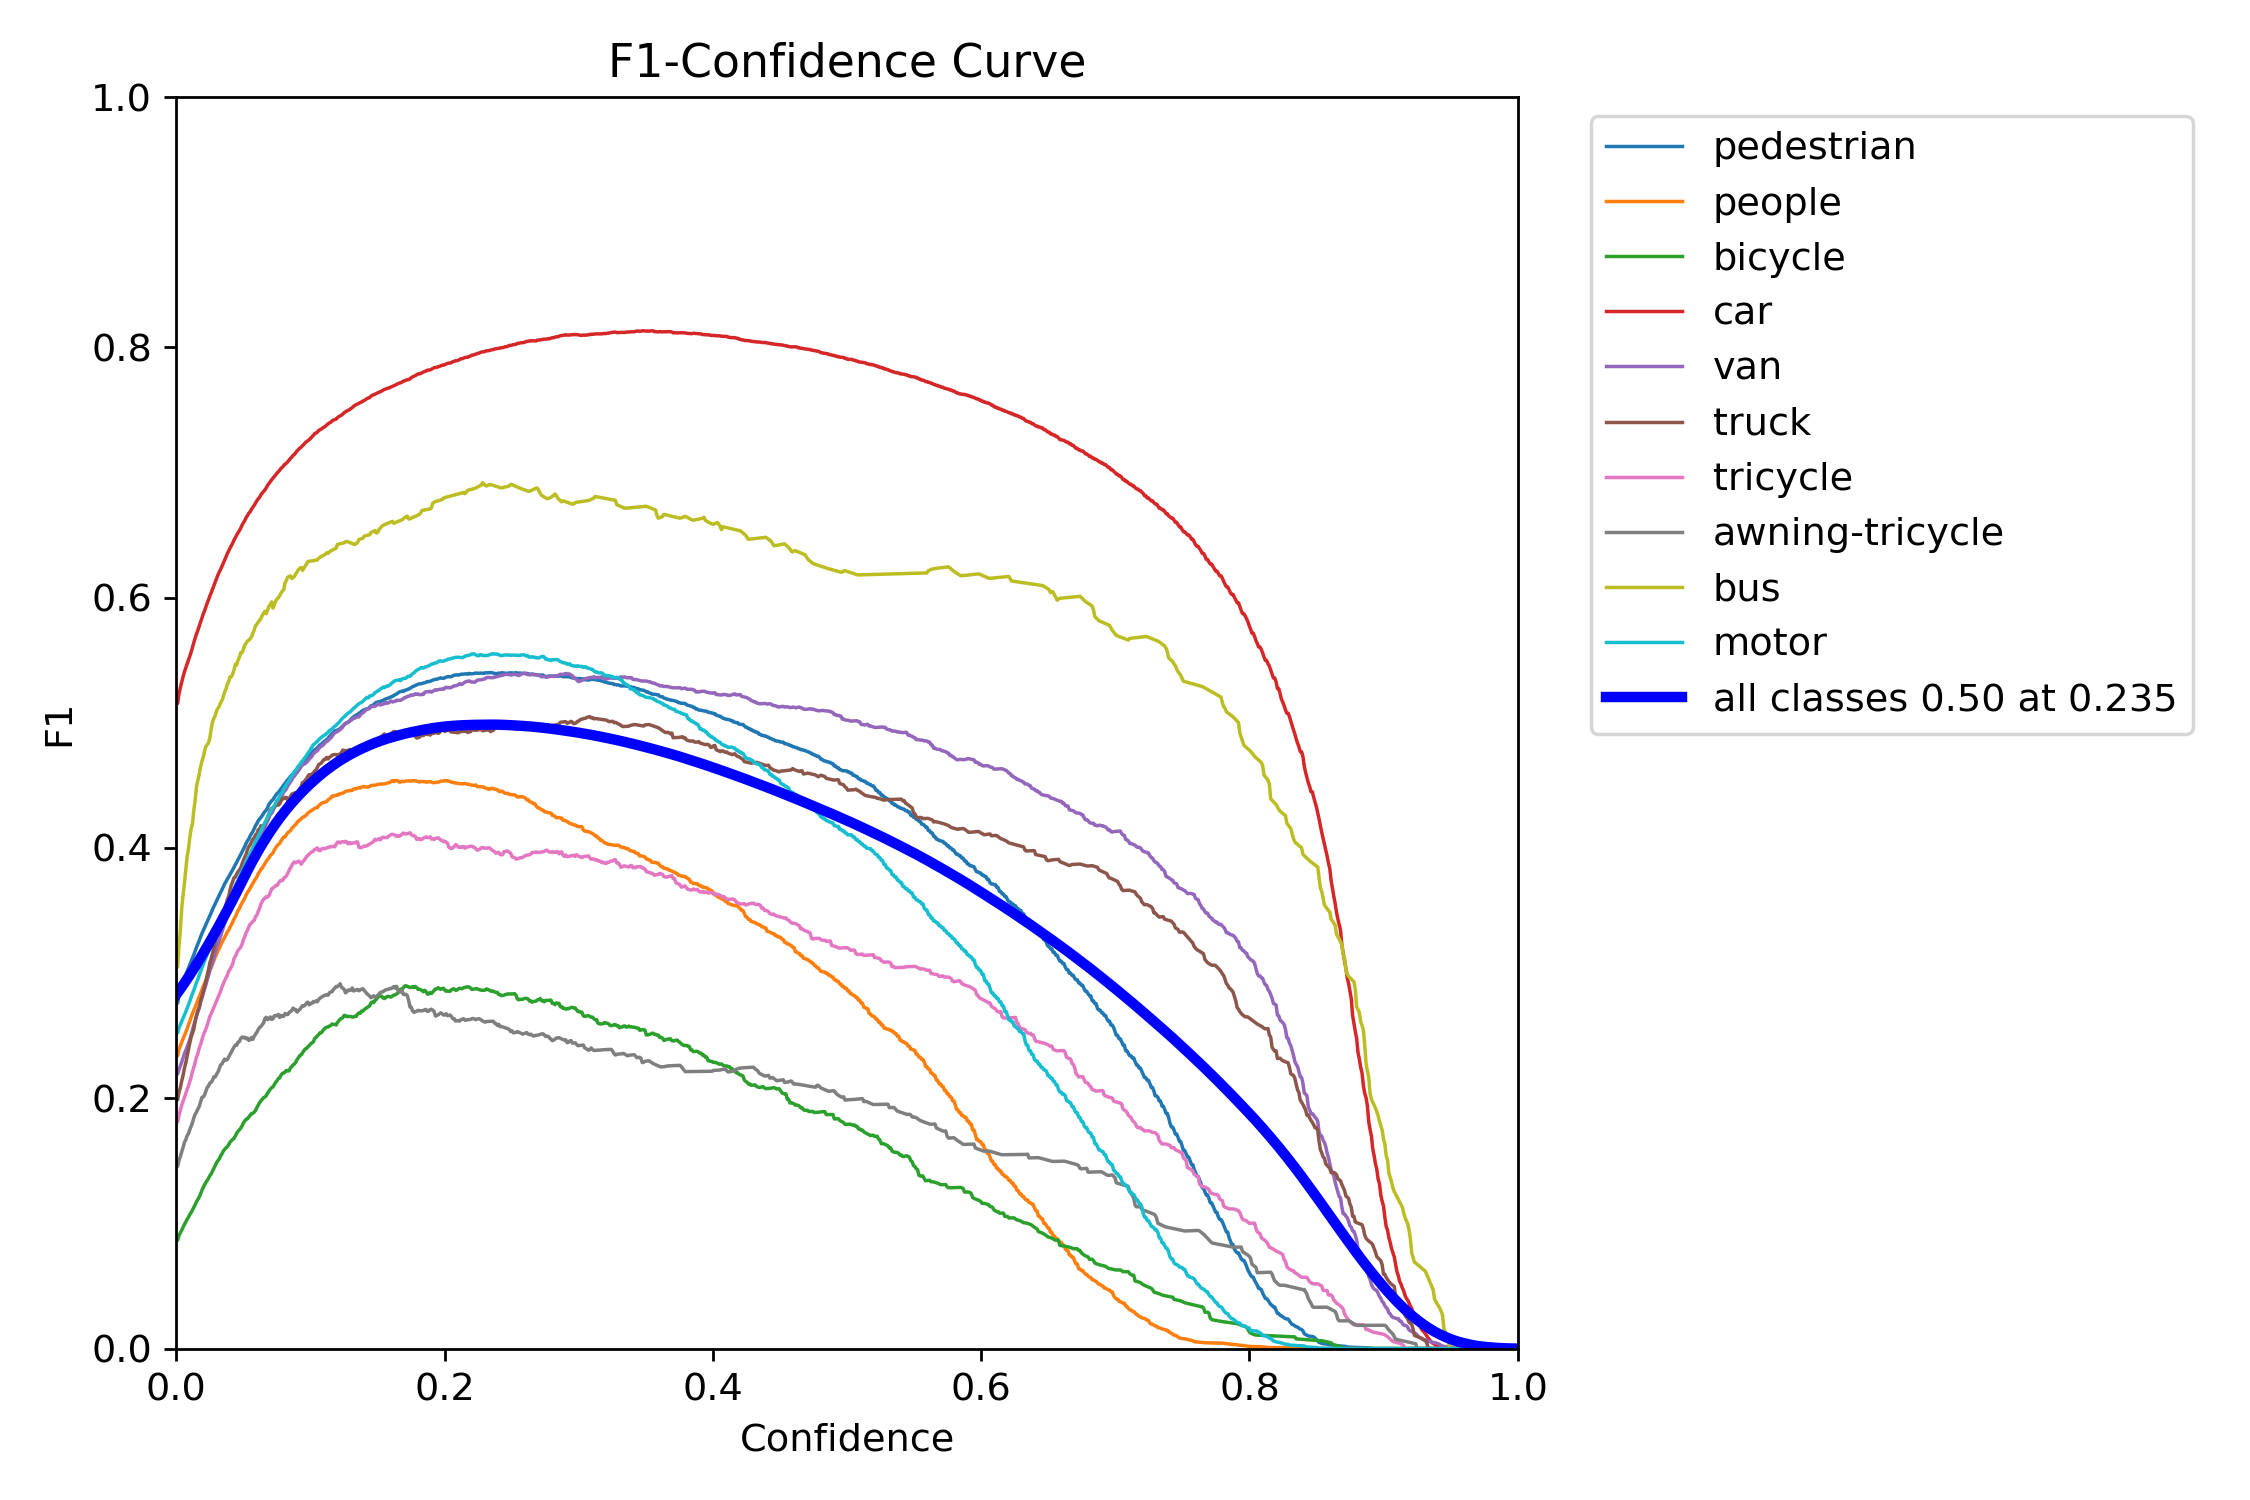 F1-Confidence Curve
1.0
0.8
0.6
0.4
0.2
0.0
F1
0.0 0.2 0.4 0.6 0.8 1.0
Confidence
pedestrian
people
bicycle
car
van
truck
tricycle
awning-tricycle
bus
motor
all classes 0.50 at 0.235